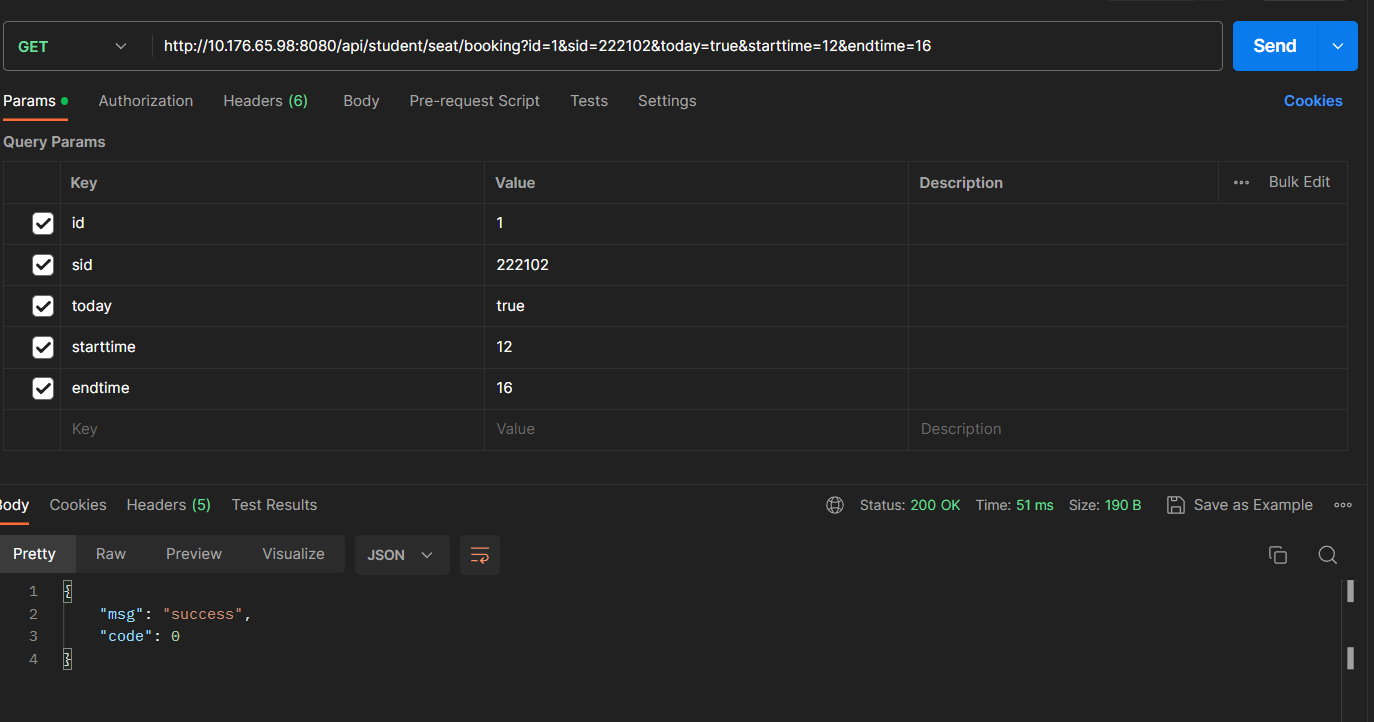 GET http://10.176.65.98:8080/api/student/seat/booking?id=1&sid=222102&today=true&starttime=12&endtime=16 Send
Params Authorization Headers (6) Body Pre-request Script Tests Settings Cookies
Query Params
Key Value Description Bulk Edit
id 1
sid 222102
today true
starttime 12
endtime 16
Key Value Description
Body Cookies Headers (5) Test Results Status: 200 OK Time: 51 ms Size: 190 B Save as Example
Pretty Raw Preview Visualize JSON
1 {
2 "msg": "success",
3 "code": 0
4 }